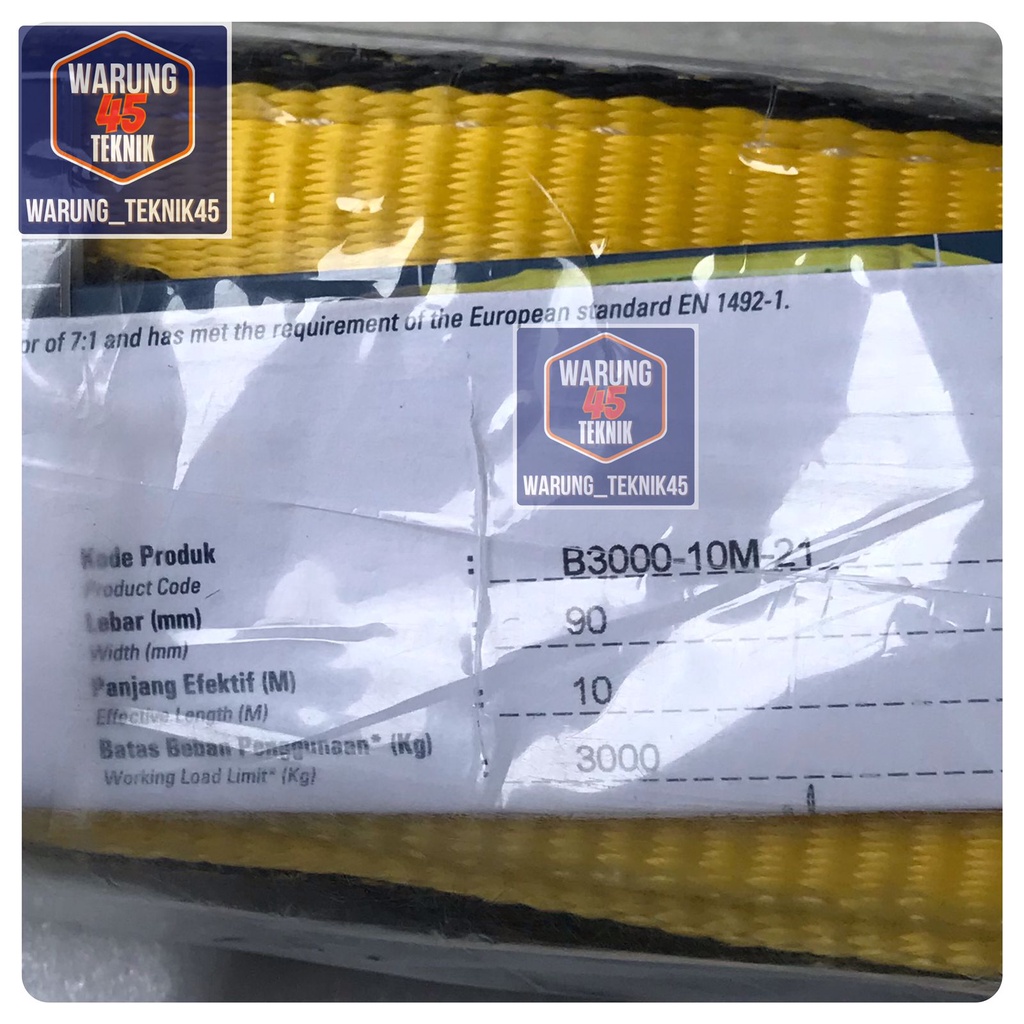 WARUNG
45
TEKNIK
WARUNG_TEKNIK45
or of 7:1 and has met the requirement of the European standard EN 1492-1.
WARUNG
45
TEKNIK
WARUNG_TEKNIK45
Kode Produk : B3000-10M-21
Product Code
Lebar (mm) 90
Width (mm)
Panjang Efektif (M) : 10
Effective Length (M)
Batas Beban Penggunaan* (Kg) : 3000
Working Load Limit* (Kg)